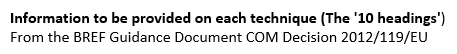 Information to be provided on each technique (The '10 headings')
From the BREF Guidance Document COM Decision 2012/119/EU